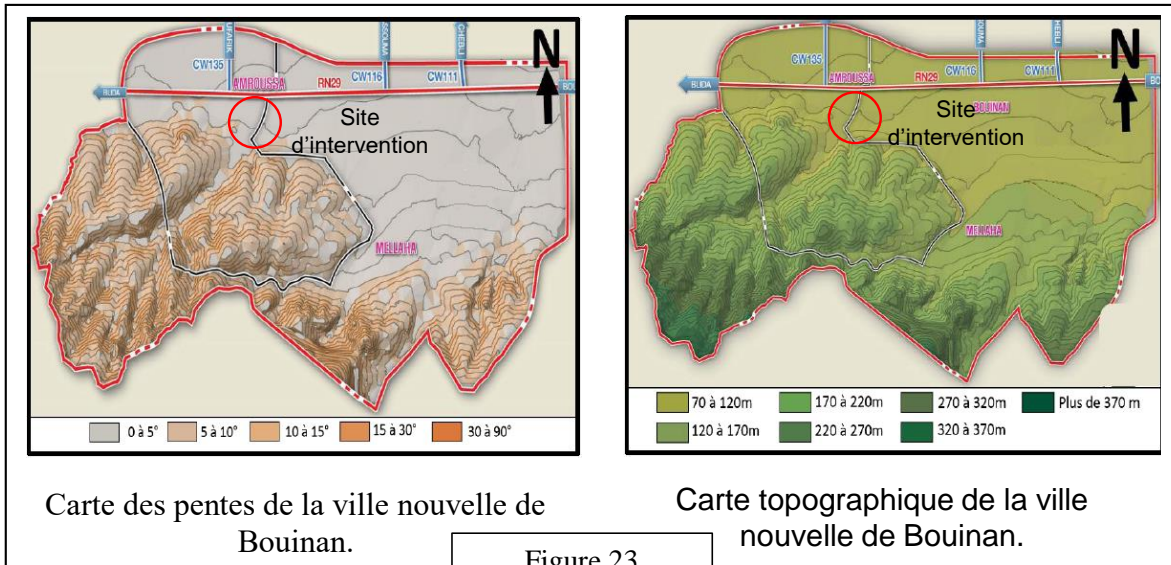 CW135
CW116
CW111
CHEBLI
AMROUSSA
RN29
BLIDA
N
Site
d'intervention
MELLAHA
0 à 5°
5 à 10°
10 à 15°
15 à 30°
30 à 90°
Carte des pentes de la ville nouvelle de
Bouinan.
CW135
CW116
CW111
AMROUSSA
RN29
BLIDA
BOUINAN
N
Site
d'intervention
MELLAHA
70 à 120m
170 à 220m
270 à 320m
Plus de 370 m
120 à 170m
220 à 270m
320 à 370m
Carte topographique de la ville
nouvelle de Bouinan.
Figure 23